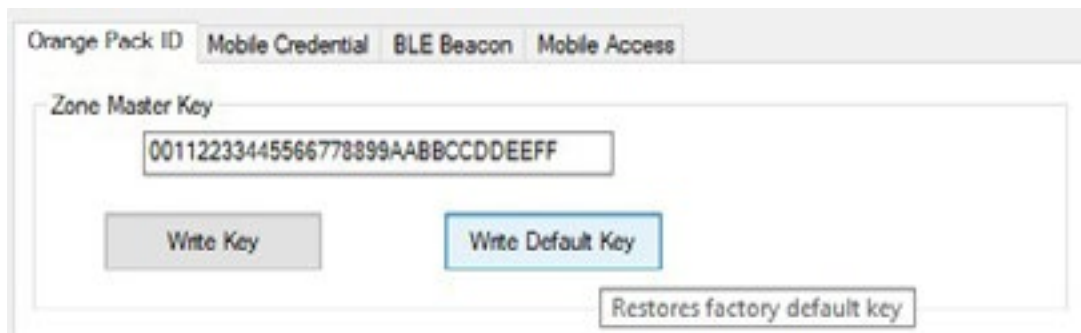 Orange Pack ID Mobile Credential BLE Beacon Mobile Access
Zone Master Key
00112233445566778899AABBCCDDEEFF
Write Key Write Default Key
Restores factory default key